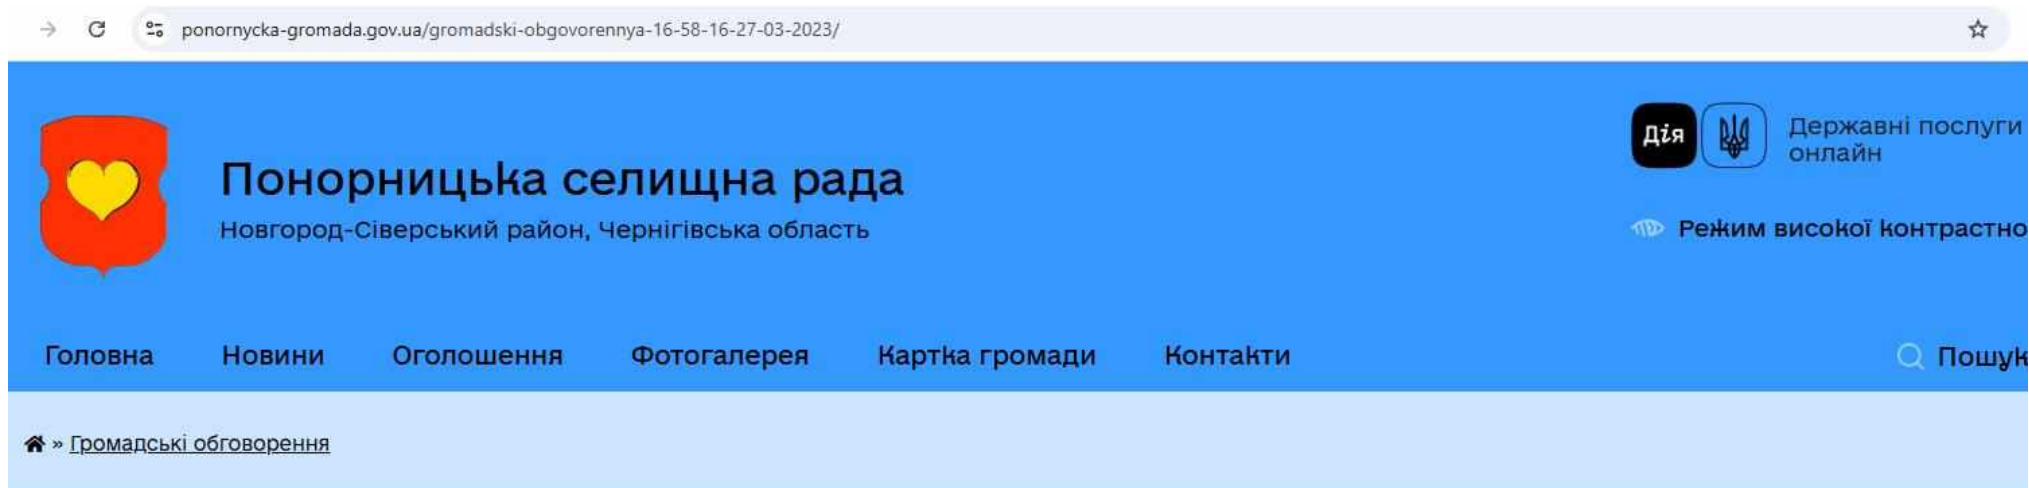 ponornycka-gromada.gov.ua/gromadski-obgovorennya-16-58-16-27-03-2023/
Понорницька селищна рада
Новгород-Сіверський район, Чернігівська область
Дія
Державні послуги
онлайн
Режим високої контрастно
Головна Новини Оголошення Фотогалерея Картка громади Контакти Пошук
» Громадські обговорення